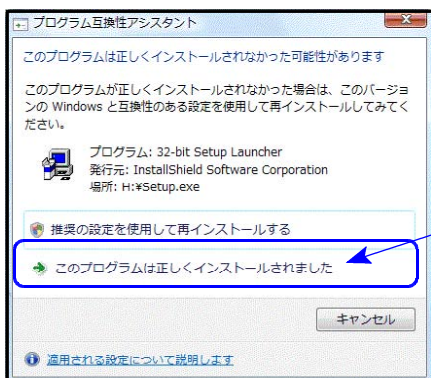 プログラム互換性アシスタント
このプログラムは正しくインストールされなかった可能性があります
このプログラムが正しくインストールされなかった場合は、このバージョ
ンの Windows と互換性のある設定を使用して再インストールしてみてく
ださい。
プログラム: 32-bit Setup Launcher
発行元: InstallShield Software Corporation
場所: H:¥Setup.exe
推奨の設定を使用して再インストールする
このプログラムは正しくインストールされました
キャンセル
適用される設定について説明します